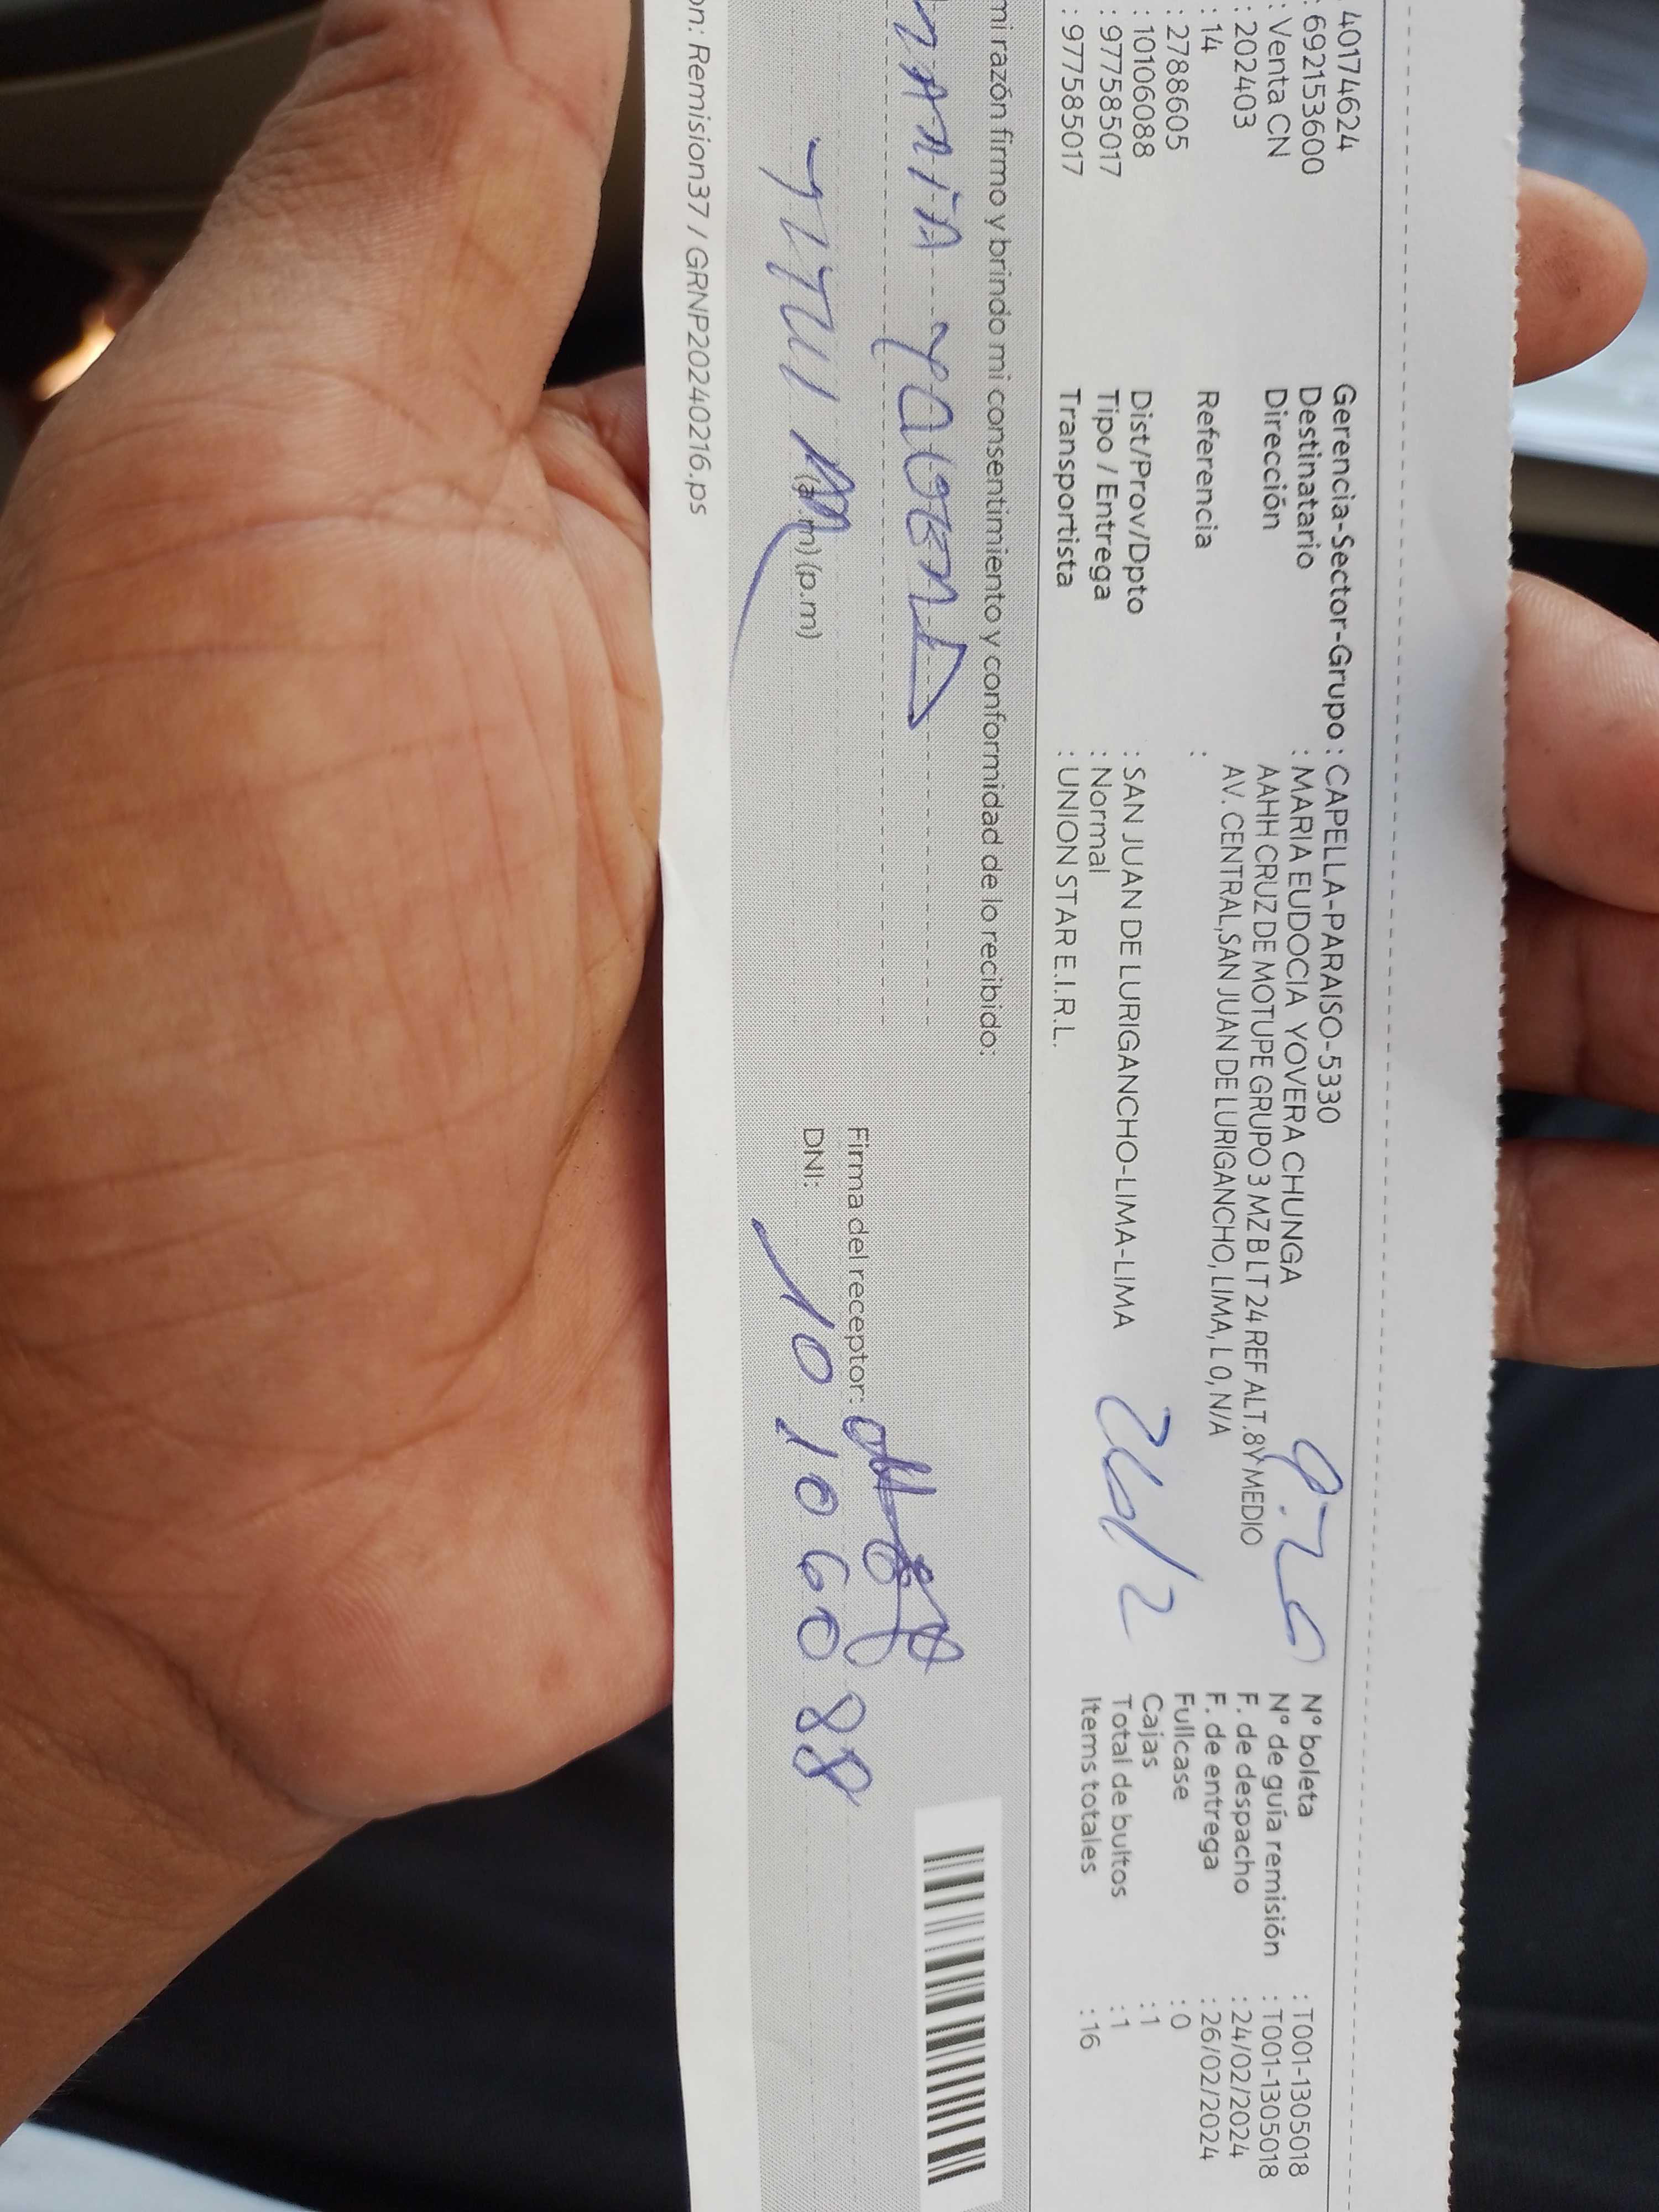 : 40174624
: 692153600
: Venta CN
: 202403
: 14
: 2788605
: 10106088
: 977585017
: 977585017
Gerencia-Sector-Grupo : CAPELLA-PARAISO-5330
Destinatario : MARIA EUDOCIA YOVERA CHUNGA
Dirección AAHH CRUZ DE MOTUPE GRUPO 3 MZ B LT 24 REF ALT.8Y MEDIO
AV. CENTRAL,SAN JUAN DE LURIGANCHO, LIMA, L 0, N/A
Referencia :
Dist/Prov/Dpto : SAN JUAN DE LURIGANCHO-LIMA-LIMA
Tipo / Entrega : Normal
Transportista : UNION STAR E.I.R.L.
Nº boleta : T001-1305018
Nº de guía remisión : T001-1305018
F. de despacho : 24/02/2024
F. de entrega : 26/02/2024
Fullcase : 0
Cajas : 1
Total de bultos : 1
Items totales : 16
mi razón firmo y brindo mi consentimiento y conformidad de lo recibido:
(a.m) (p.m)
Firma del receptor:
DNI: 10106088
on: Remision37 / GRNP20240216.ps